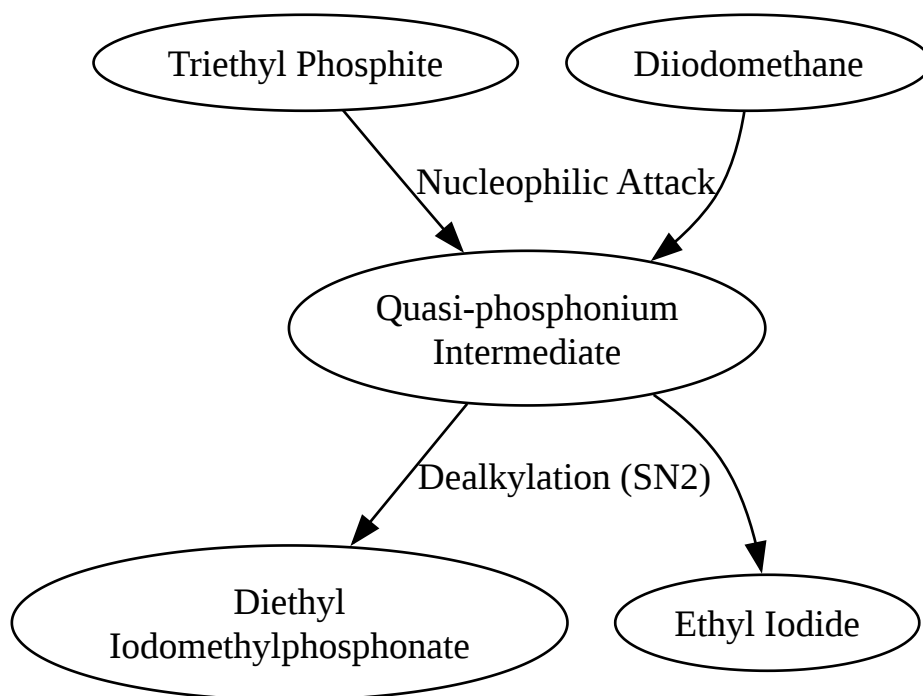 Triethyl Phosphite
Diiodomethane
Nucleophilic Attack
Quasi-phosphonium
Intermediate
Dealkylation (SN2)
Diethyl
Iodomethylphosphonate
Ethyl Iodide